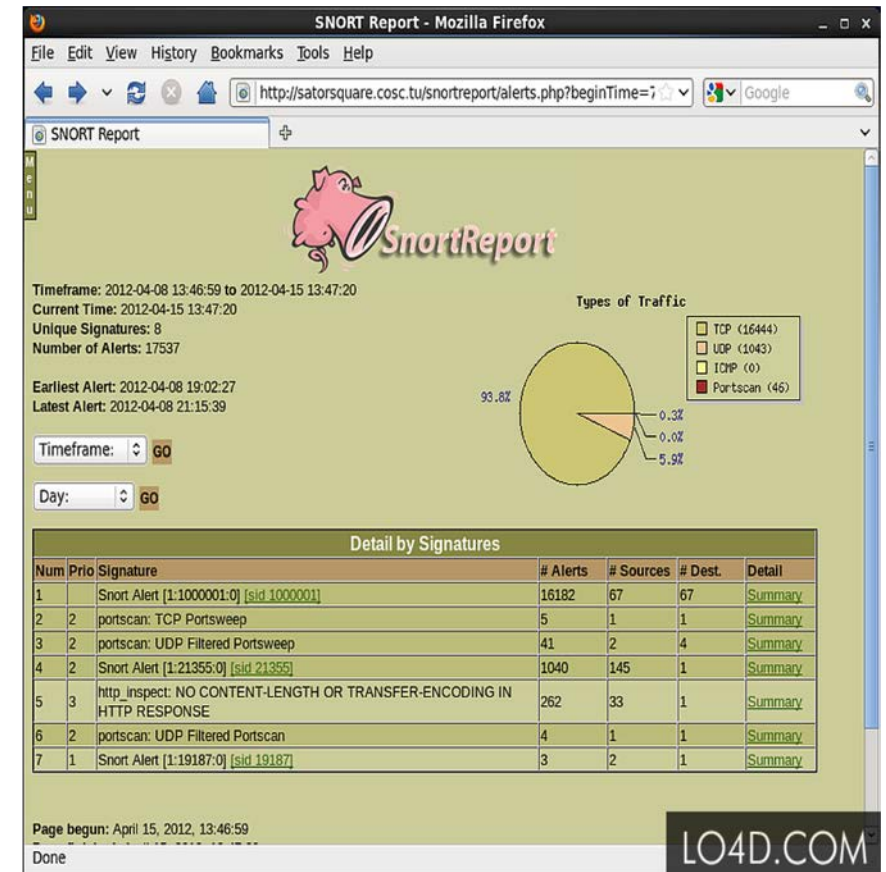 SNORT Report - Mozilla Firefox
File Edit View History Bookmarks Tools Help
http://satorsquare.cosc.tu/snortreport/alerts.php?beginTime=7
Google
SNORT Report
Menu
SnortReport
Timeframe: 2012-04-08 13:46:59 to 2012-04-15 13:47:20
Current Time: 2012-04-15 13:47:20
Unique Signatures: 8
Number of Alerts: 17537
Earliest Alert: 2012-04-08 19:02:27
Latest Alert: 2012-04-08 21:15:39
Timeframe: GO
Day: GO
Types of Traffic
TCP (16444)
UDP (1043)
ICMP (0)
Portscan (46)
93.8%
0.3%
0.0%
5.9%
Detail by Signatures
Num Prio Signature # Alerts # Sources # Dest. Detail
1 Snort Alert [1:1000001:0] [sid 1000001] 16182 67 67 Summary
2 2 portscan: TCP Portsweep 5 1 1 Summary
3 2 portscan: UDP Filtered Portsweep 41 2 4 Summary
4 2 Snort Alert [1:21355:0] [sid 21355] 1040 145 1 Summary
5 3 http_inspect: NO CONTENT-LENGTH OR TRANSFER-ENCODING IN HTTP RESPONSE 262 33 1 Summary
6 2 portscan: UDP Filtered Portscan 4 1 1 Summary
7 1 Snort Alert [1:19187:0] [sid 19187] 3 2 1 Summary
Page begun: April 15, 2012, 13:46:59
Done
LO4D.COM